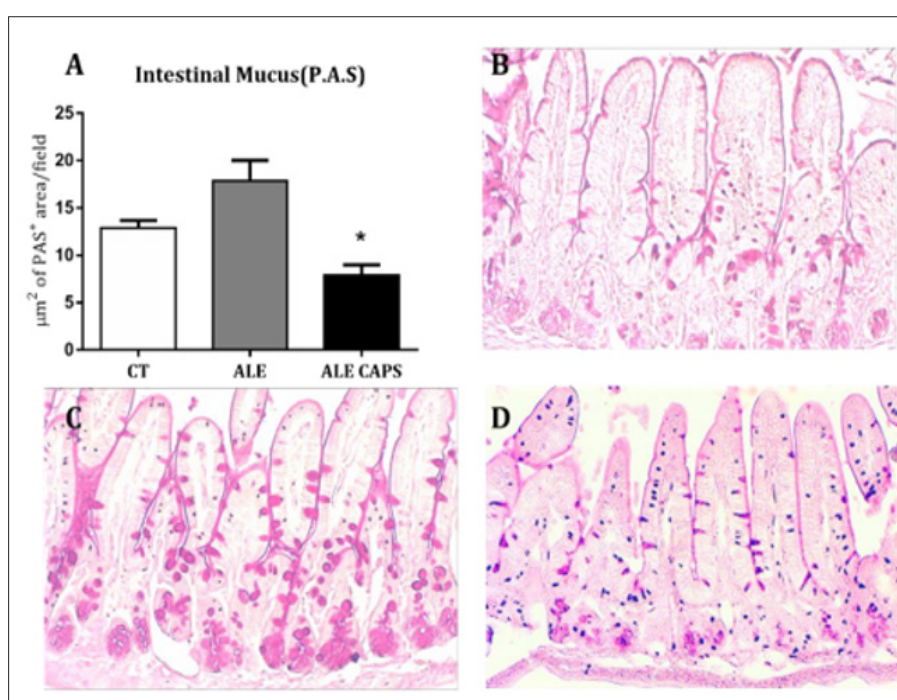 A
Intestinal Mucus(P.A.S)
μm² of PAS⁺ area/field
25
20
15
10
5
0
*
CT
ALE
ALE CAPS
B
C
D